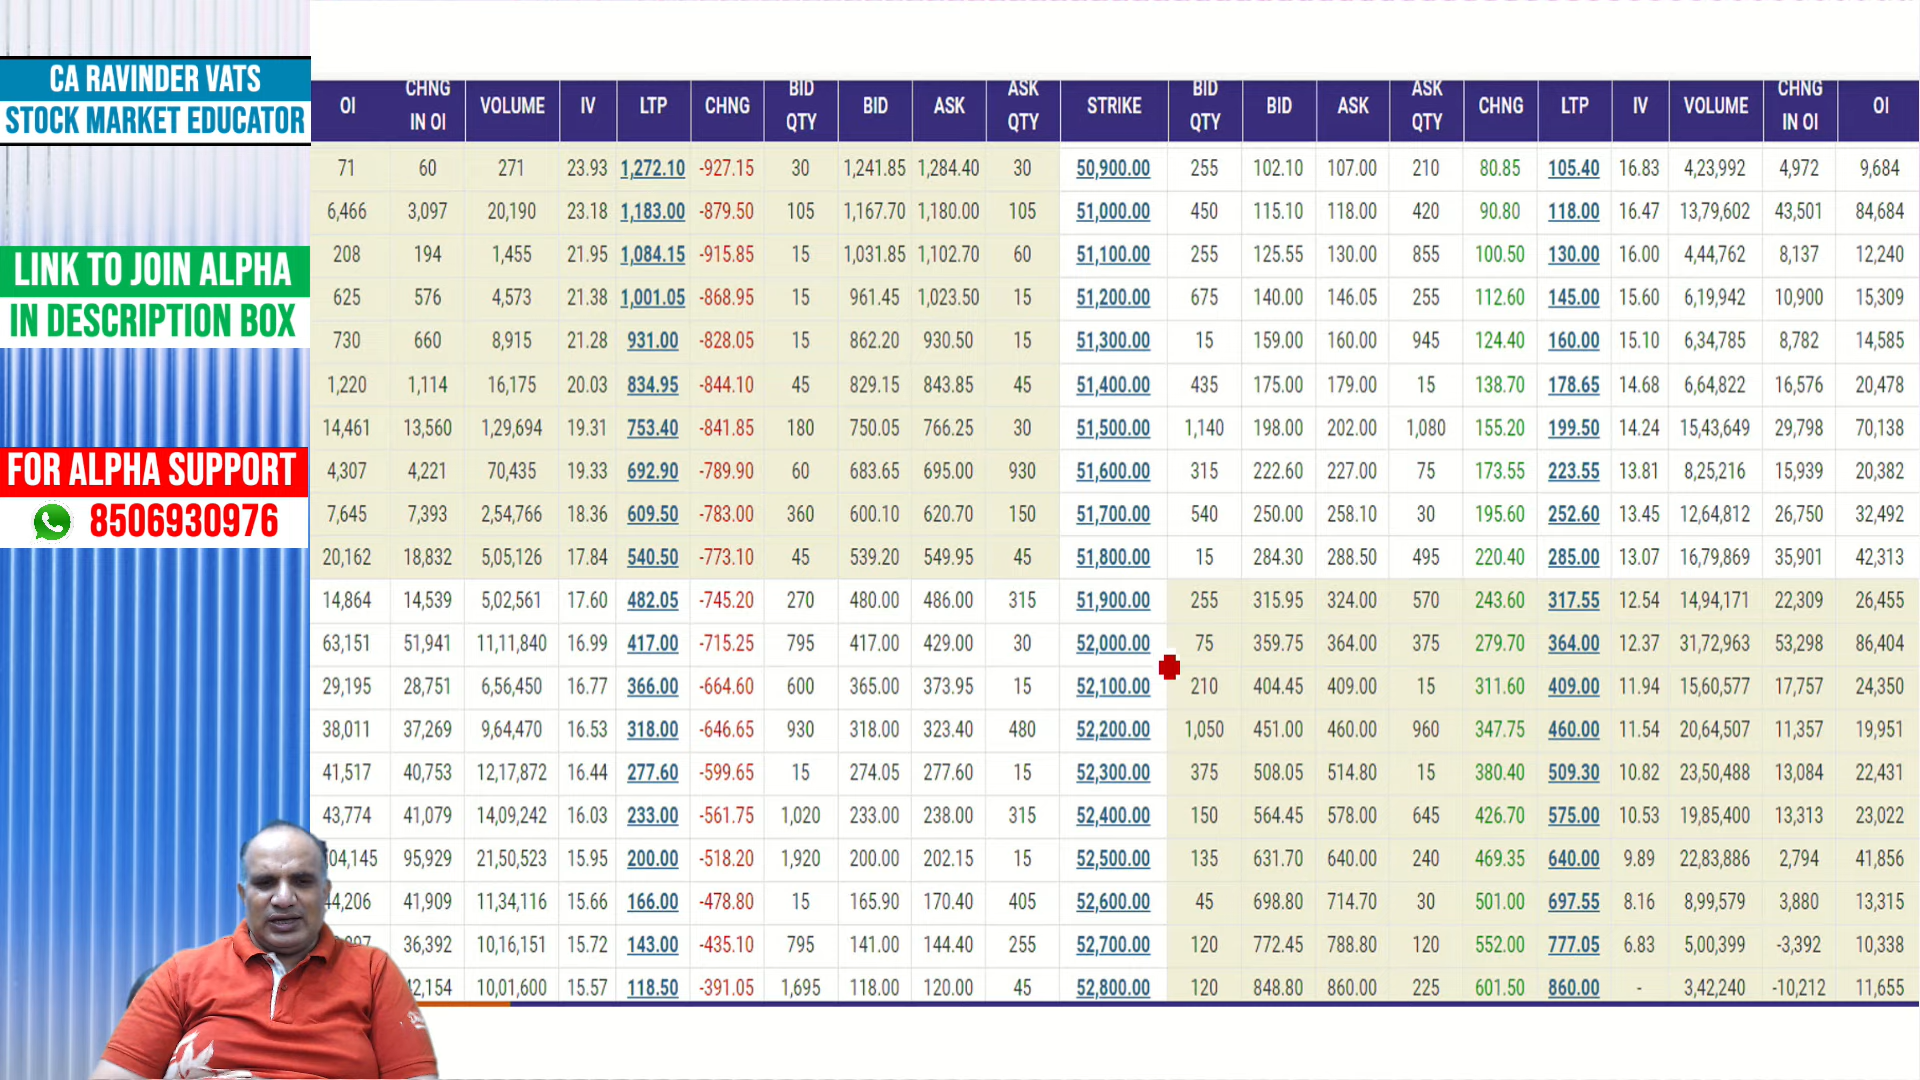 CA RAVINDER VATS
STOCK MARKET EDUCATOR
LINK TO JOIN ALPHA
IN DESCRIPTION BOX
FOR ALPHA SUPPORT
8506930976
OI CHNG IN OI VOLUME IV LTP CHNG BID QTY BID ASK ASK QTY STRIKE BID QTY BID ASK ASK QTY CHNG LTP IV VOLUME CHNG IN OI OI
71 60 271 23.93 1,272.10 -927.15 30 1,241.85 1,284.40 30 50,900.00 255 102.10 107.00 210 80.85 105.40 16.83 4,23,992 4,972 9,684
6,466 3,097 20,190 23.18 1,183.00 -879.50 105 1,167.70 1,180.00 105 51,000.00 450 115.10 118.00 420 90.80 118.00 16.47 13,79,602 43,501 84,684
208 194 1,455 21.95 1,084.15 -915.85 15 1,031.85 1,102.70 60 51,100.00 255 125.55 130.00 855 100.50 130.00 16.00 4,44,762 8,137 12,240
625 576 4,573 21.38 1,001.05 -868.95 15 961.45 1,023.50 15 51,200.00 675 140.00 146.05 255 112.60 145.00 15.60 6,19,942 10,900 15,309
730 660 8,915 21.28 931.00 -828.05 15 862.20 930.50 15 51,300.00 15 159.00 160.00 945 124.40 160.00 15.10 6,34,785 8,782 14,585
1,220 1,114 16,175 20.03 834.95 -844.10 45 829.15 843.85 45 51,400.00 435 175.00 179.00 15 138.70 178.65 14.68 6,64,822 16,576 20,478
14,461 13,560 1,29,694 19.31 753.40 -841.85 180 750.05 766.25 30 51,500.00 1,140 198.00 202.00 1,080 155.20 199.50 14.24 15,43,649 29,798 70,138
4,307 4,221 70,435 19.33 692.90 -789.90 60 683.65 695.00 930 51,600.00 315 222.60 227.00 75 173.55 223.55 13.81 8,25,216 15,939 20,382
7,645 7,393 2,54,766 18.36 609.50 -783.00 360 600.10 620.70 150 51,700.00 540 250.00 258.10 30 195.60 252.60 13.45 12,64,812 26,750 32,492
20,162 18,832 5,05,126 17.84 540.50 -773.10 45 539.20 549.95 45 51,800.00 15 284.30 288.50 495 220.40 285.00 13.07 16,79,869 35,901 42,313
14,864 14,539 5,02,561 17.60 482.05 -745.20 270 480.00 486.00 315 51,900.00 255 315.95 324.00 570 243.60 317.55 12.54 14,94,171 22,309 26,455
63,151 51,941 11,11,840 16.99 417.00 -715.25 795 417.00 429.00 30 52,000.00 75 359.75 364.00 375 279.70 364.00 12.37 31,72,963 53,298 86,404
29,195 28,751 6,56,450 16.77 366.00 -664.60 600 365.00 373.95 15 52,100.00 210 404.45 409.00 15 311.60 409.00 11.94 15,60,577 17,757 24,350
38,011 37,269 9,64,470 16.53 318.00 -646.65 930 318.00 323.40 480 52,200.00 1,050 451.00 460.00 960 347.75 460.00 11.54 20,64,507 11,357 19,951
41,517 40,753 12,17,872 16.44 277.60 -599.65 15 274.05 277.60 15 52,300.00 375 508.05 514.80 15 380.40 509.30 10.82 23,50,488 13,084 22,431
43,774 41,079 14,09,242 16.03 233.00 -561.75 1,020 233.00 238.00 315 52,400.00 150 564.45 578.00 645 426.70 575.00 10.53 19,85,400 13,313 23,022
04,145 95,929 21,50,523 15.95 200.00 -518.20 1,920 200.00 202.15 15 52,500.00 135 631.70 640.00 240 469.35 640.00 9.89 22,83,886 2,794 41,856
4,206 41,909 11,34,116 15.66 166.00 -478.80 15 165.90 170.40 405 52,600.00 45 698.80 714.70 30 501.00 697.55 8.16 8,99,579 3,880 13,315
36,392 10,16,151 15.72 143.00 -435.10 795 141.00 144.40 255 52,700.00 120 772.45 788.80 120 552.00 777.05 6.83 5,00,399 -3,392 10,338
2,154 10,01,600 15.57 118.50 -391.05 1,695 118.00 120.00 45 52,800.00 120 848.80 860.00 225 601.50 860.00 - 3,42,240 -10,212 11,655